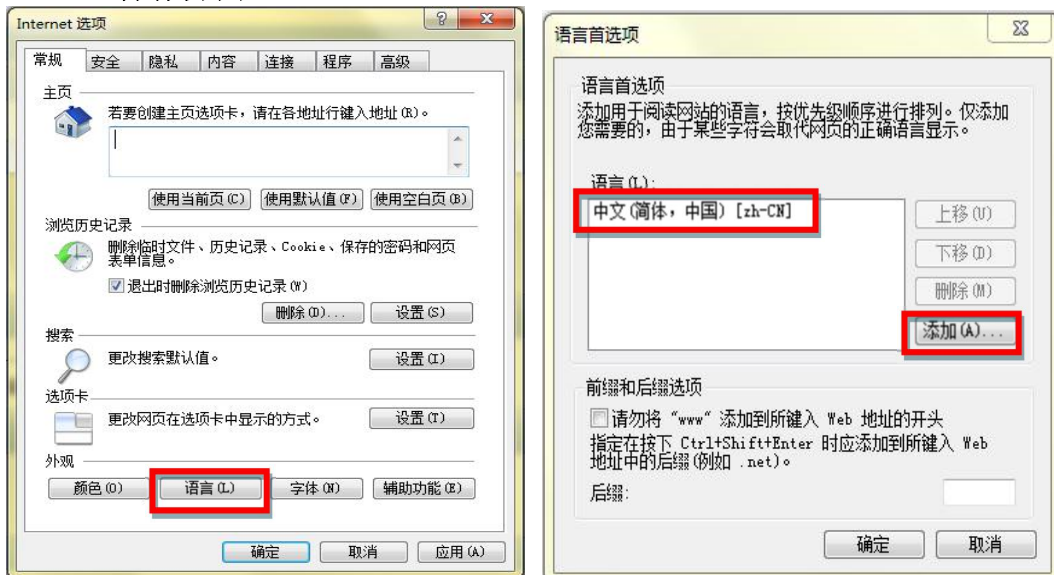 Internet 选项
常规 安全 隐私 内容 连接 程序 高级
主页
若要创建主页选项卡，请在各地址行键入地址(R)。
使用当前页(C) 使用默认值(F) 使用空白页(B)
浏览历史记录
删除临时文件、历史记录、Cookie、保存的密码和网页
表单信息。
退出时删除浏览历史记录(W)
删除(D)... 设置(S)
搜索
更改搜索默认值。 设置(I)
选项卡
更改网页在选项卡中显示的方式。 设置(T)
外观
颜色(O) 语言(L) 字体(N) 辅助功能(E)
确定 取消 应用(A)
语言首选项
语言首选项
添加用于阅读网站的语言，按优先级顺序进行排列。仅添加
您需要的，由于某些字符会取代网页的正确语言显示。
语言(L):
中文(简体，中国) [zh-CN]
上移(U)
下移(D)
删除(M)
添加(A)...
前缀和后缀选项
请勿将“www”添加到所键入 Web 地址的开头
指定在按下 Ctrl+Shift+Enter 时应添加到所键入 Web
地址中的后缀(例如 .net)。
后缀:
确定 取消